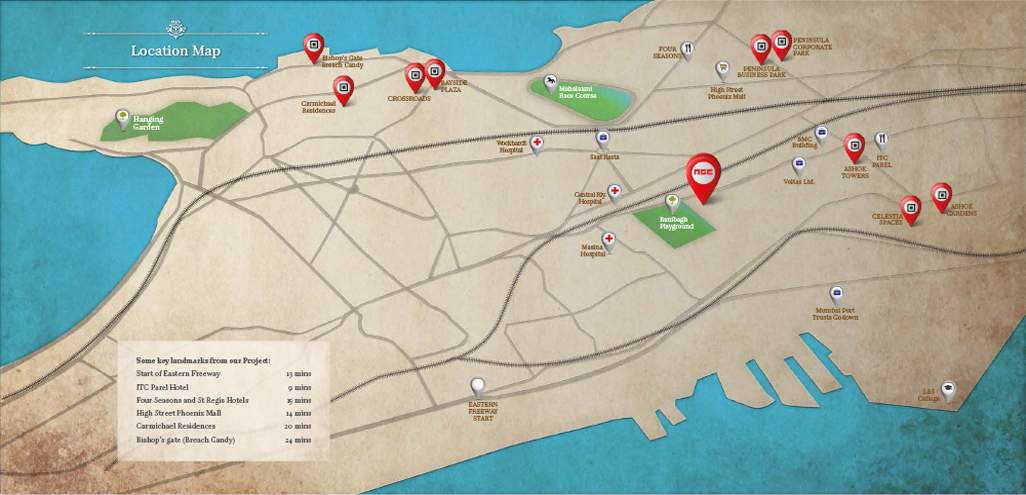 Location Map
Bishop's Gate
Breach Candy
Carmichael
Residences
CROSSROADS
BAYSIDE
PLAZA
Hanging
Garden
Mahalaxmi
Race Course
FOUR
SEASONS
PENINSULA
CORPORATE
PARK
PENINSULA
BUSINESS PARK
High Street
Phoenix Mall
Wockhardt
Hospital
Saat Rasta
BMC
Building
Voltas Ltd.
ASHOK
TOWERS
ITC
PAREL
Central Rly.
Hospital
Ranibagh
Playground
Masina
Hospital
CELESTIA
SPACES
ASHOK
GARDENS
Mumbai Port
Trusts Godown
EASTERN
FREEWAY
START
LBS
College
Some key landmarks from our Project:
Start of Eastern Freeway 13 mins
ITC Parel Hotel 9 mins
Four Seasons and St Regis Hotels 15 mins
High Street Phoenix Mall 14 mins
Carmichael Residences 20 mins
Bishop's gate (Breach Candy) 24 mins